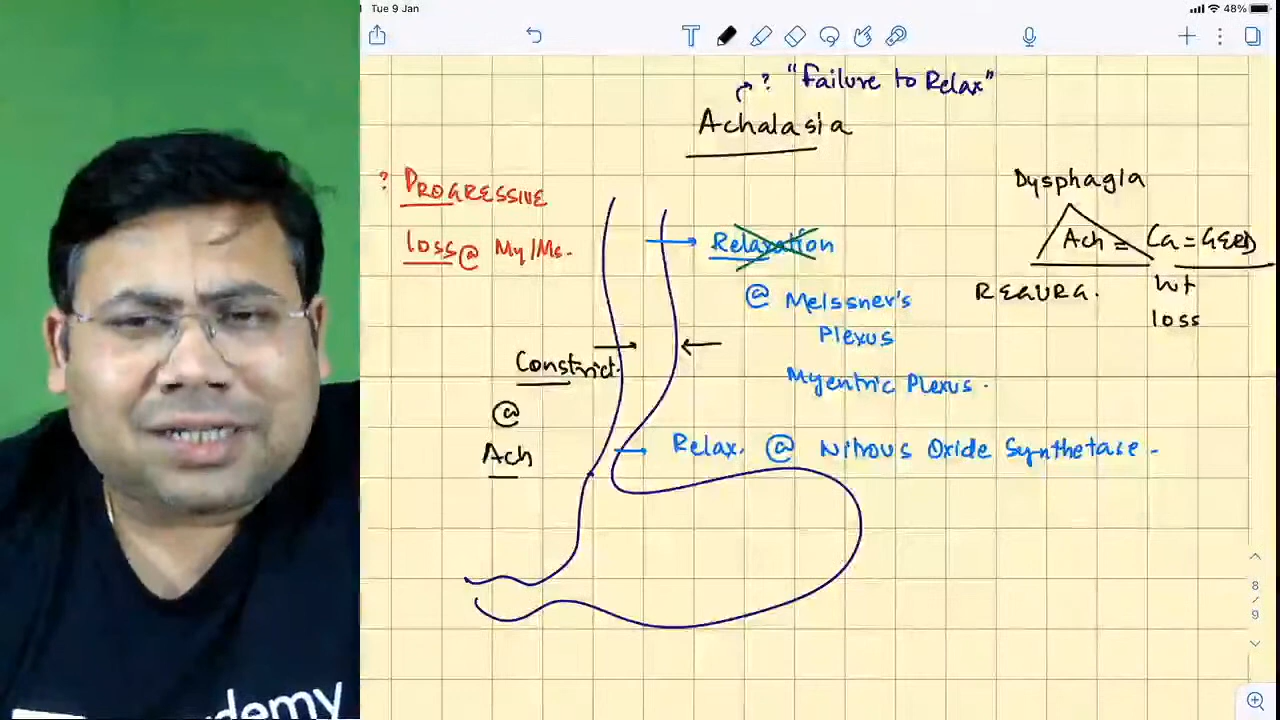 Tue 9 Jan
48%
? "Failure to Relax"
Achalasia
? PROGRESSIVE
loss @ My/Ms.
Relaxation
@ Meissner's
Plexus
Myentric Plexus.
Constrict.
@
Ach
Relax. @ Nitrous Oxide Synthetase.
Dysphagia
Ach = Ca = GERD
REGURG.
Wt
loss
8
/
9
demy